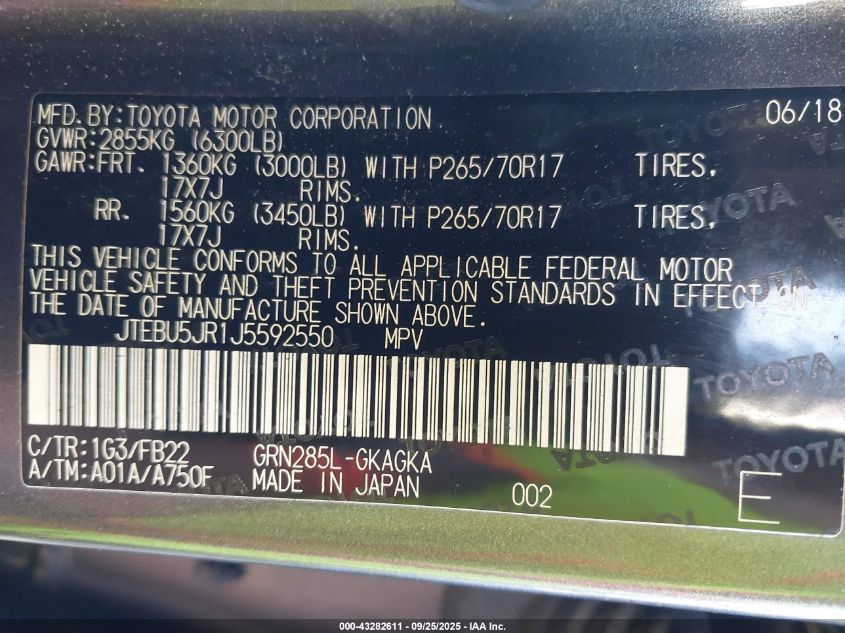 MFD. BY: TOYOTA MOTOR CORPORATION 06/18
GVWR: 2855KG (6300LB)
GAWR: FRT. 1360KG (3000LB) WITH P265/70R17 TIRES,
17X7J RIMS.
RR. 1560KG (3450LB) WITH P265/70R17 TIRES,
17X7J RIMS.
THIS VEHICLE CONFORMS TO ALL APPLICABLE FEDERAL MOTOR
VEHICLE SAFETY AND THEFT PREVENTION STANDARDS IN EFFECT ON
THE DATE OF MANUFACTURE SHOWN ABOVE.
JTEBU5JR1J5592550 MPV
TOYOTA
C/TR: 1G3/FB22 GRN285L-GKAGKA
A/TM: A01A/A750F MADE IN JAPAN 002 E
000-43282611 - 09/25/2025 - IAA Inc.